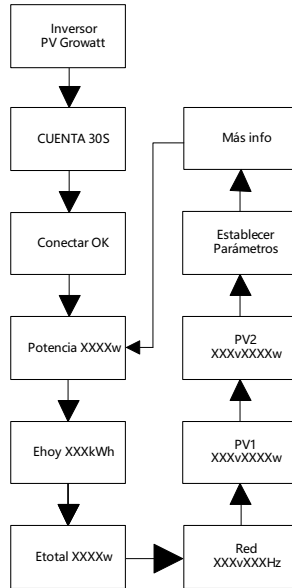 Inversor
PV Growatt
CUENTA 30S
Conectar OK
Potencia XXXXw
Ehoy XXXkWh
Etotal XXXXw
Red
XXXvXXXHz
PV1
XXXvXXXXw
PV2
XXXvXXXXw
Establecer
Parámetros
Más info